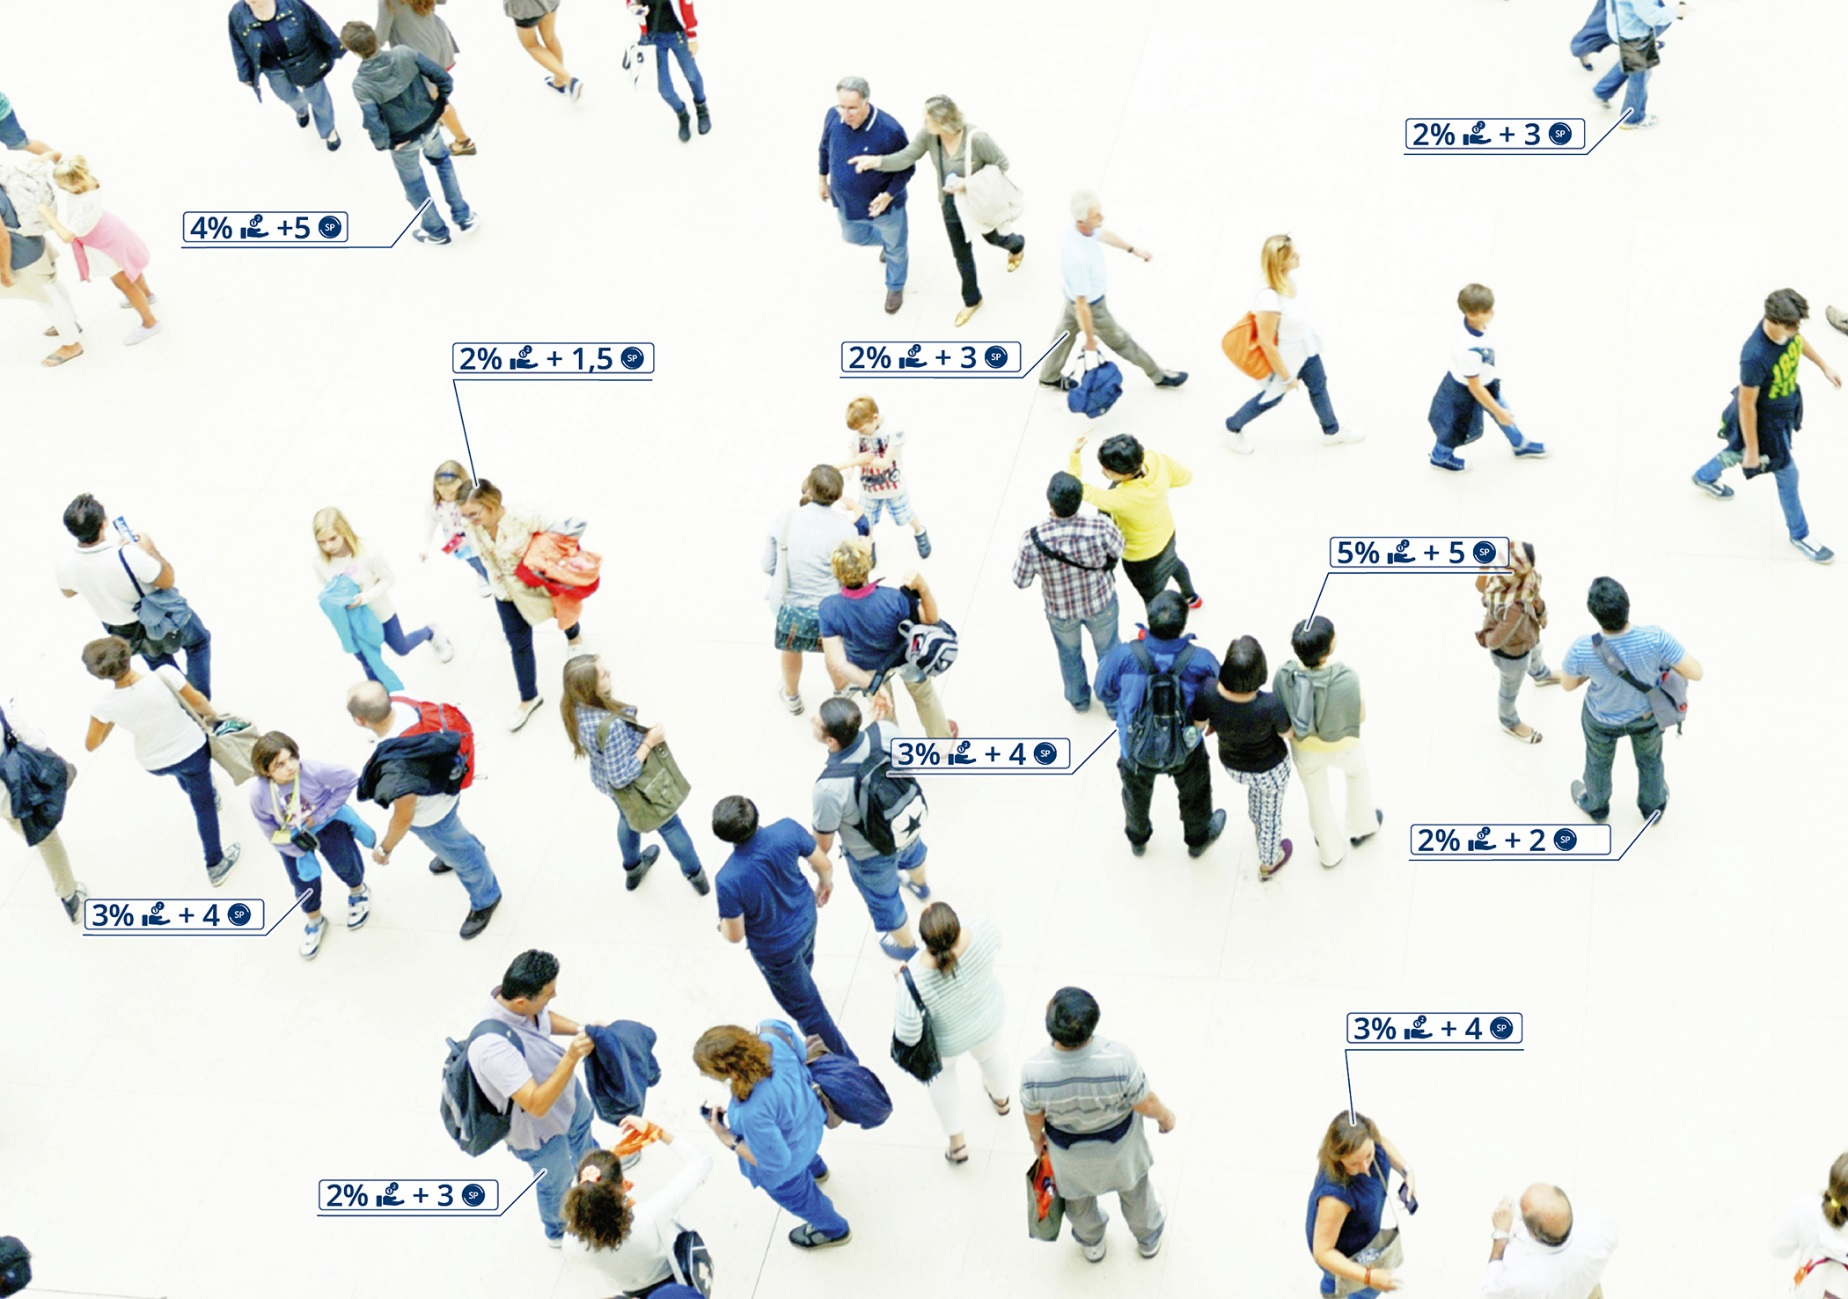 2% + 3 SP
4% +5 SP
2% + 1,5 SP
2% + 3 SP
5% + 5 SP
3% + 4 SP
2% + 2 SP
3% + 4 SP
3% + 4 SP
2% + 3 SP